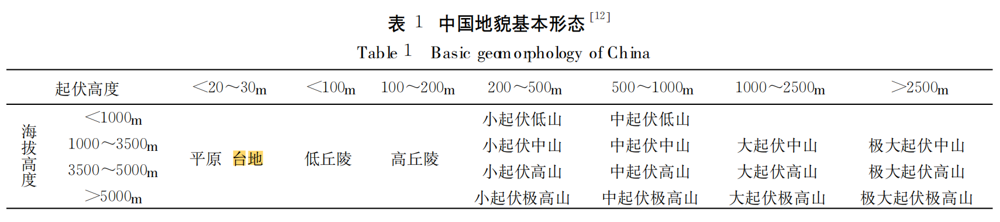 表 1 中国地貌基本形态[12]
Table 1 Basic geomorphology of China
起伏高度 <20～30m <100m 100～200m 200～500m 500～1000m 1000～2500m >2500m
海拔高度
<1000m 小起伏低山 中起伏低山
1000～3500m 小起伏中山 中起伏中山 大起伏中山 极大起伏中山
平原 台地 低丘陵 高丘陵
3500～5000m 小起伏高山 中起伏高山 大起伏高山 极大起伏高山
>5000m 小起伏极高山 中起伏极高山 大起伏极高山 极大起伏极高山